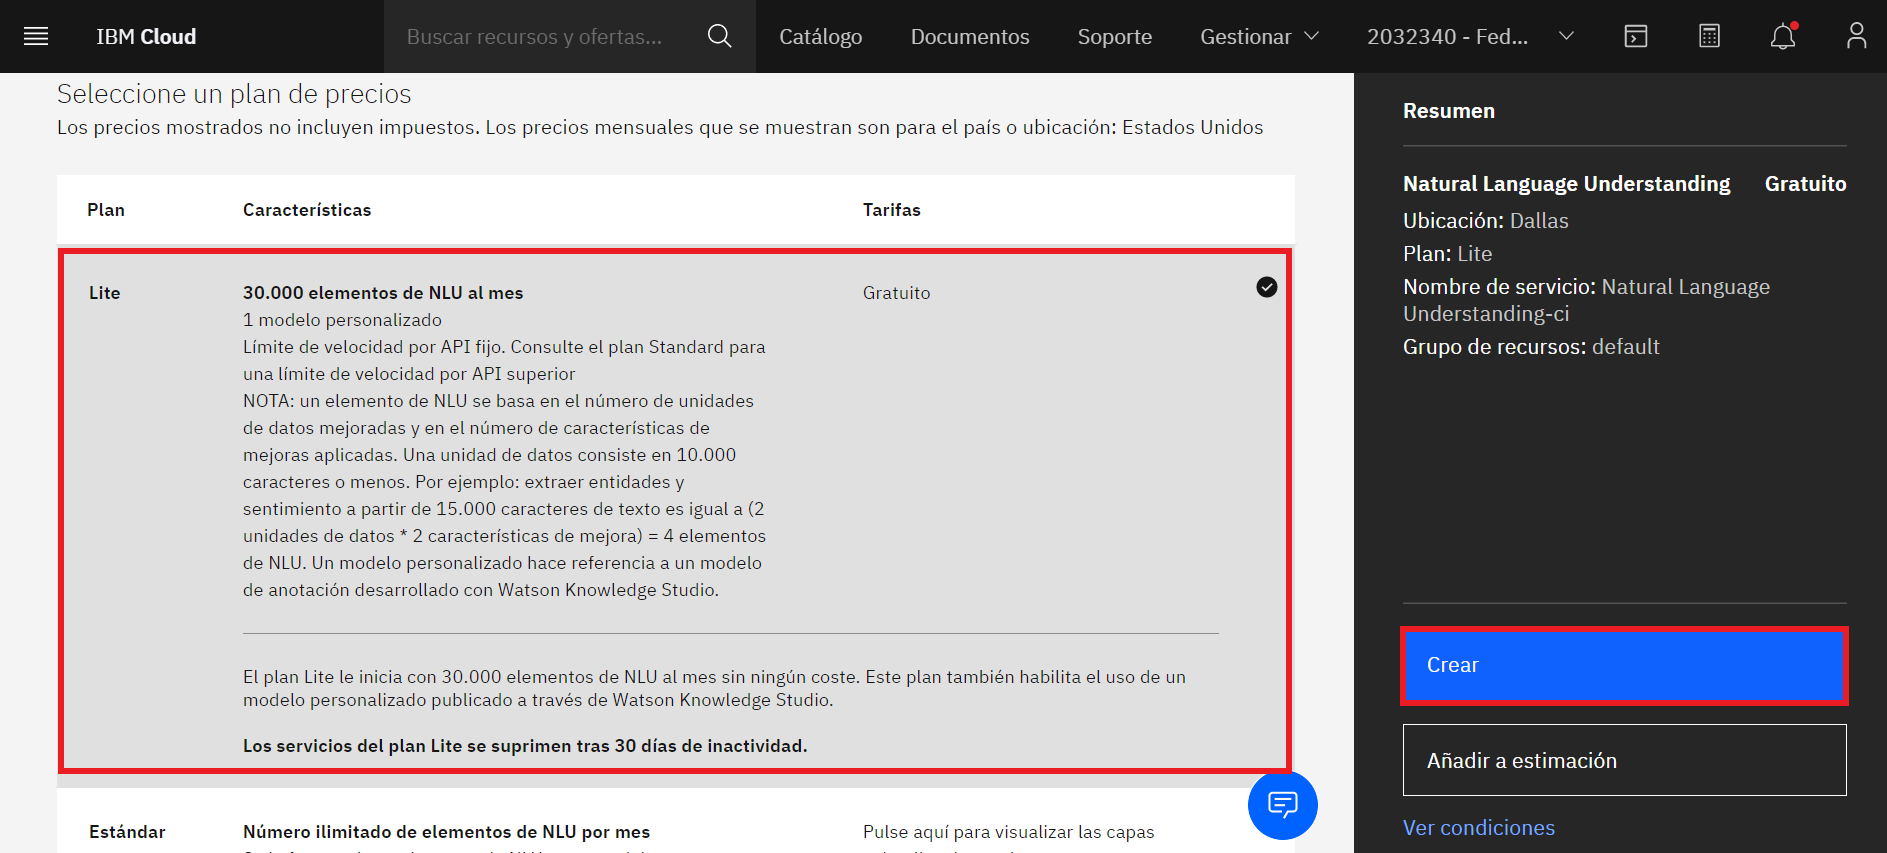 IBM Cloud
Buscar recursos y ofertas...
Catálogo
Documentos
Soporte
Gestionar
2032340 - Fed...
Seleccione un plan de precios
Los precios mostrados no incluyen impuestos. Los precios mensuales que se muestran son para el país o ubicación: Estados Unidos
Plan
Características
Tarifas
Lite
30.000 elementos de NLU al mes
Gratuito
1 modelo personalizado
Límite de velocidad por API fijo. Consulte el plan Standard para
una límite de velocidad por API superior
NOTA: un elemento de NLU se basa en el número de unidades
de datos mejoradas y en el número de características de
mejoras aplicadas. Una unidad de datos consiste en 10.000
caracteres o menos. Por ejemplo: extraer entidades y
sentimiento a partir de 15.000 caracteres de texto es igual a (2
unidades de datos * 2 características de mejora) = 4 elementos
de NLU. Un modelo personalizado hace referencia a un modelo
de anotación desarrollado con Watson Knowledge Studio.
El plan Lite le inicia con 30.000 elementos de NLU al mes sin ningún coste. Este plan también habilita el uso de un
modelo personalizado publicado a través de Watson Knowledge Studio.
Los servicios del plan Lite se suprimen tras 30 días de inactividad.
Estándar
Número ilimitado de elementos de NLU por mes
Pulse aquí para visualizar las capas
Resumen
Natural Language Understanding
Gratuito
Ubicación: Dallas
Plan: Lite
Nombre de servicio: Natural Language
Understanding-ci
Grupo de recursos: default
Crear
Añadir a estimación
Ver condiciones